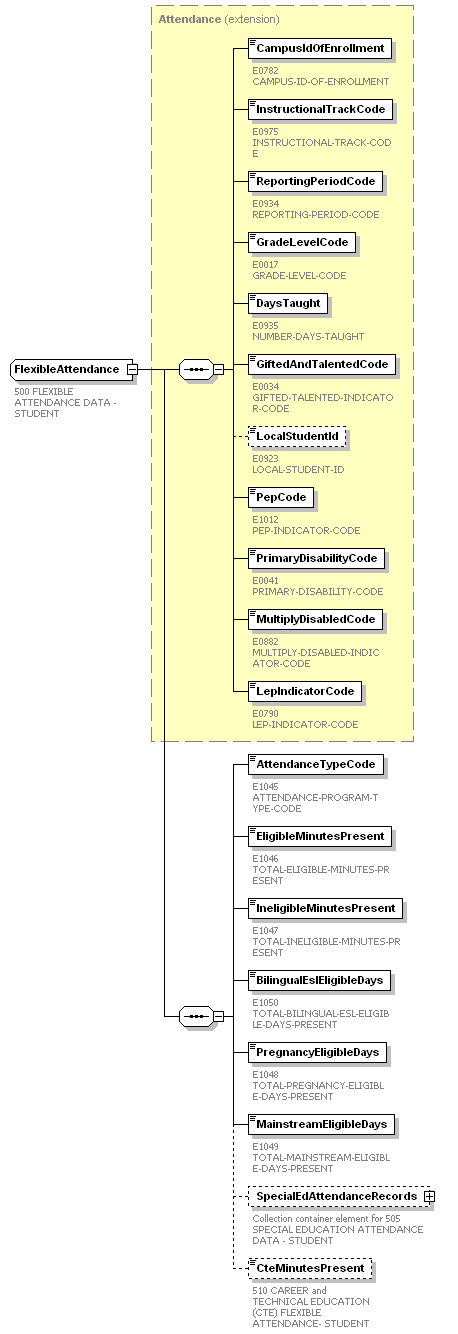 Attendance (extension)
CampusIdOfEnrollment
E0782
CAMPUS-ID-OF-ENROLLMENT
InstructionalTrackCode
E0975
INSTRUCTIONAL-TRACK-COD
E
ReportingPeriodCode
E0934
REPORTING-PERIOD-CODE
GradeLevelCode
E0017
GRADE-LEVEL-CODE
DaysTaught
E0935
NUMBER-DAYS-TAUGHT
FlexibleAttendance
500 FLEXIBLE
ATTENDANCE DATA -
STUDENT
GiftedAndTalentedCode
E0034
GIFTED-TALENTED-INDICATO
R-CODE
LocalStudentId
E0923
LOCAL-STUDENT-ID
PepCode
E1012
PEP-INDICATOR-CODE
PrimaryDisabilityCode
E0041
PRIMARY-DISABILITY-CODE
MultiplyDisabledCode
E0882
MULTIPLY-DISABLED-INDIC
ATOR-CODE
LepIndicatorCode
E0790
LEP-INDICATOR-CODE
AttendanceTypeCode
E1045
ATTENDANCE-PROGRAM-T
YPE-CODE
EligibleMinutesPresent
E1046
TOTAL-ELIGIBLE-MINUTES-PR
ESENT
IneligibleMinutesPresent
E1047
TOTAL-INELIGIBLE-MINUTES-PR
ESENT
BilingualEslEligibleDays
E1050
TOTAL-BILINGUAL-ESL-ELIGIB
LE-DAYS-PRESENT
PregnancyEligibleDays
E1048
TOTAL-PREGNANCY-ELIGIBL
E-DAYS-PRESENT
MainstreamEligibleDays
E1049
TOTAL-MAINSTREAM-ELIGIBL
E-DAYS-PRESENT
SpecialEdAttendanceRecords
Collection container element for 505
SPECIAL EDUCATION ATTENDANCE
DATA - STUDENT
CteMinutesPresent
510 CAREER and
TECHNICAL EDUCATION
(CTE) FLEXIBLE
ATTENDANCE- STUDENT